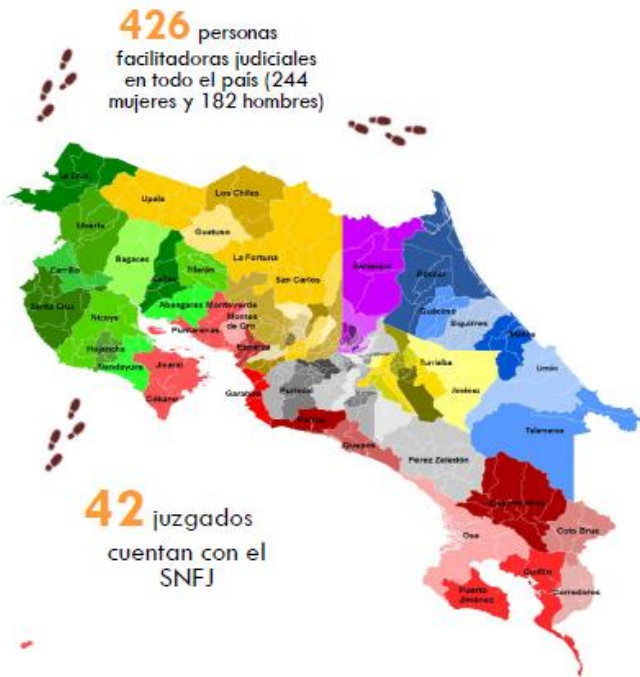 426 personas
facilitadoras judiciales
en todo el país (244
mujeres y 182 hombres)
La Cruz
Upala
Los Chiles
Liberia
Guatuso
Bagaces
La Fortuna
Sarapiquí
Pococí
Carrillo
Cañas
Tilarán
San Carlos
Guácimo
Santa Cruz
Nicoya
Abangares
Monteverde
Siquirres
Matina
Puntarenas
Montes
de Oro
Hojancha
Esparza
Turrialba
Limón
Nandayure
Jicaral
Jiménez
Cóbano
Garabito
Puriscal
Parrita
Talamanca
Quepos
Pérez Zeledón
Buenos Aires
Osa
Coto Brus
Golfito
Puerto
Jiménez
Corredores
42 juzgados
cuentan con el
SNFJ